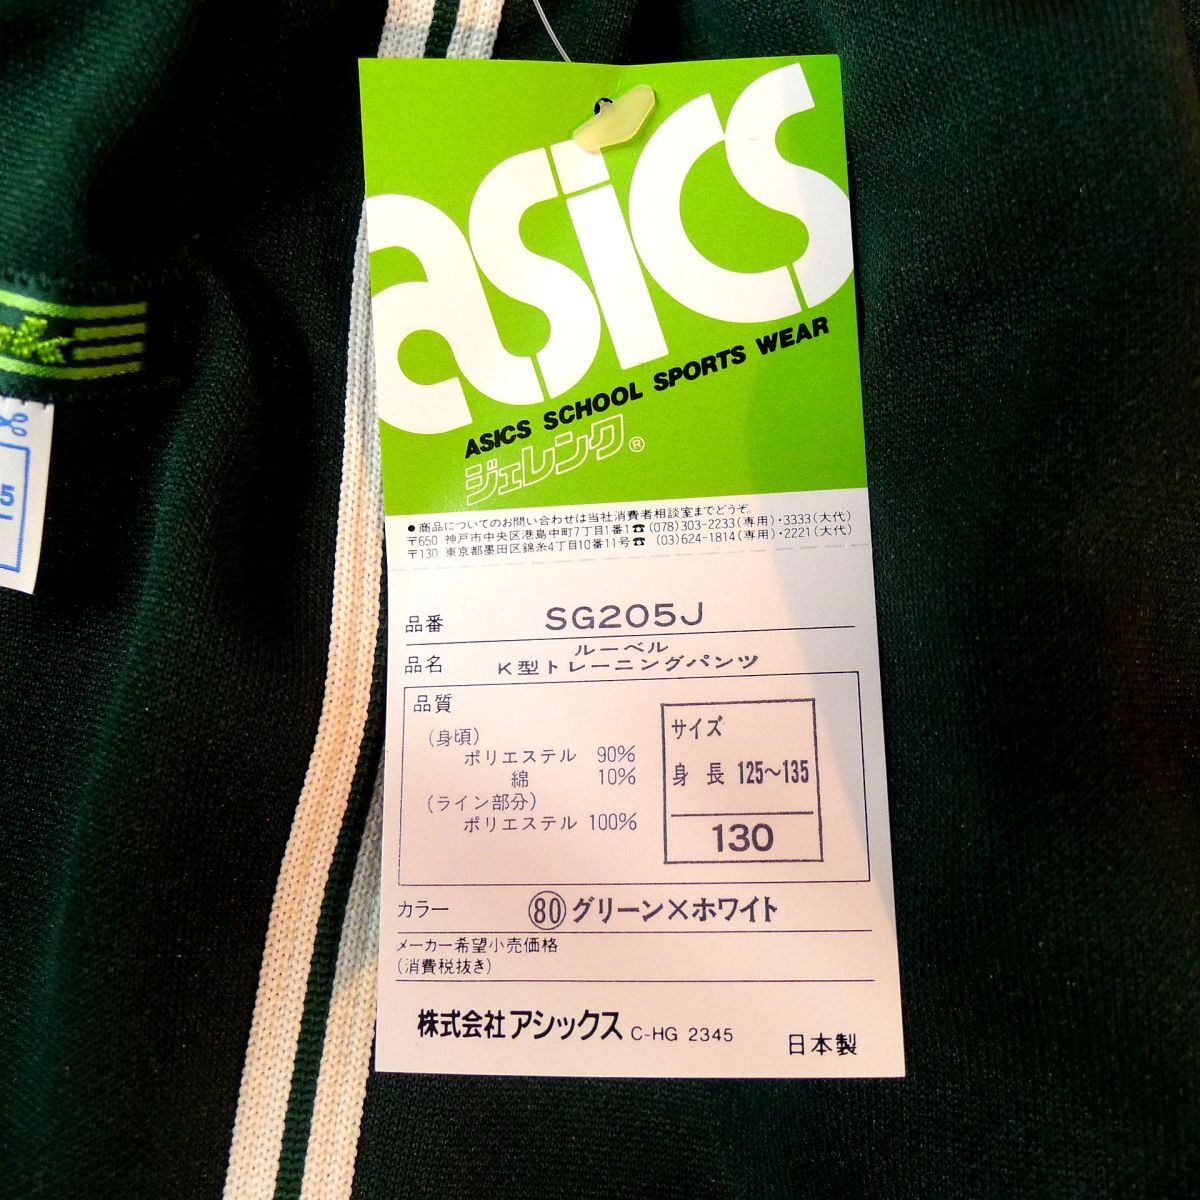 asics
ASICS SCHOOL SPORTS WEAR
ジェレンク®
●商品についてのお問い合わせは当社消費者相談室までどうぞ。
〒650 神戸市中央区港島中町7丁目1番1☎(078)303-2233(専用)・3333(大代)
〒130 東京都墨田区錦糸4丁目10番11号☎ (03)624-1814(専用)・2221(大代)
品番 SG205J
ルーベル
品名 K型トレーニングパンツ
品質
(身頃)
ポリエステル 90%
綿 10%
(ライン部分)
ポリエステル 100%
サイズ
身長 125~135
130
カラー ⑧⓪グリーン×ホワイト
メーカー希望小売価格
(消費税抜き)
株式会社アシックス C-HG 2345
日本製
5